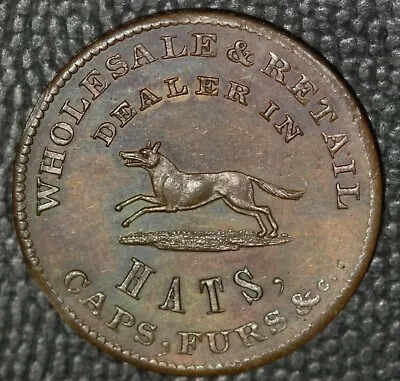 WHOLESALE & RETAIL
DEALER IN
HATS,
CAPS, FURS &c.